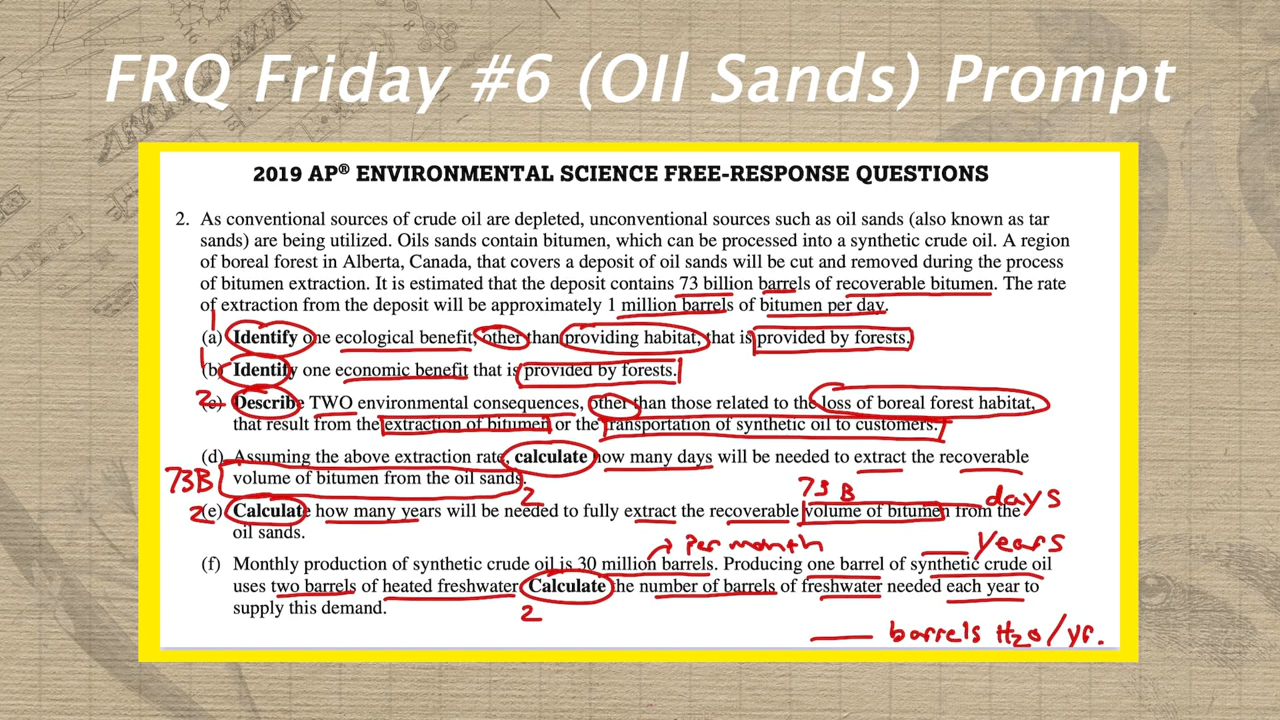 FRQ Friday #6 (OIl Sands) Prompt
2019 AP® ENVIRONMENTAL SCIENCE FREE-RESPONSE QUESTIONS
2. As conventional sources of crude oil are depleted, unconventional sources such as oil sands (also known as tar
sands) are being utilized. Oils sands contain bitumen, which can be processed into a synthetic crude oil. A region
of boreal forest in Alberta, Canada, that covers a deposit of oil sands will be cut and removed during the process
of bitumen extraction. It is estimated that the deposit contains 73 billion barrels of recoverable bitumen. The rate
of extraction from the deposit will be approximately 1 million barrels of bitumen per day.
1
(a) Identify one ecological benefit, other than providing habitat, that is provided by forests.
1
(b) Identify one economic benefit that is provided by forests.
2
(c) Describe TWO environmental consequences, other than those related to the loss of boreal forest habitat,
that result from the extraction of bitumen or the transportation of synthetic oil to customers.
(d) Assuming the above extraction rate, calculate how many days will be needed to extract the recoverable
73B volume of bitumen from the oil sands.
2 73 B days
2 (e) Calculate how many years will be needed to fully extract the recoverable volume of bitumen from the
oil sands.
→ Per month years
(f) Monthly production of synthetic crude oil is 30 million barrels. Producing one barrel of synthetic crude oil
uses two barrels of heated freshwater. Calculate the number of barrels of freshwater needed each year to
supply this demand.
2
barrels H2O/yr.